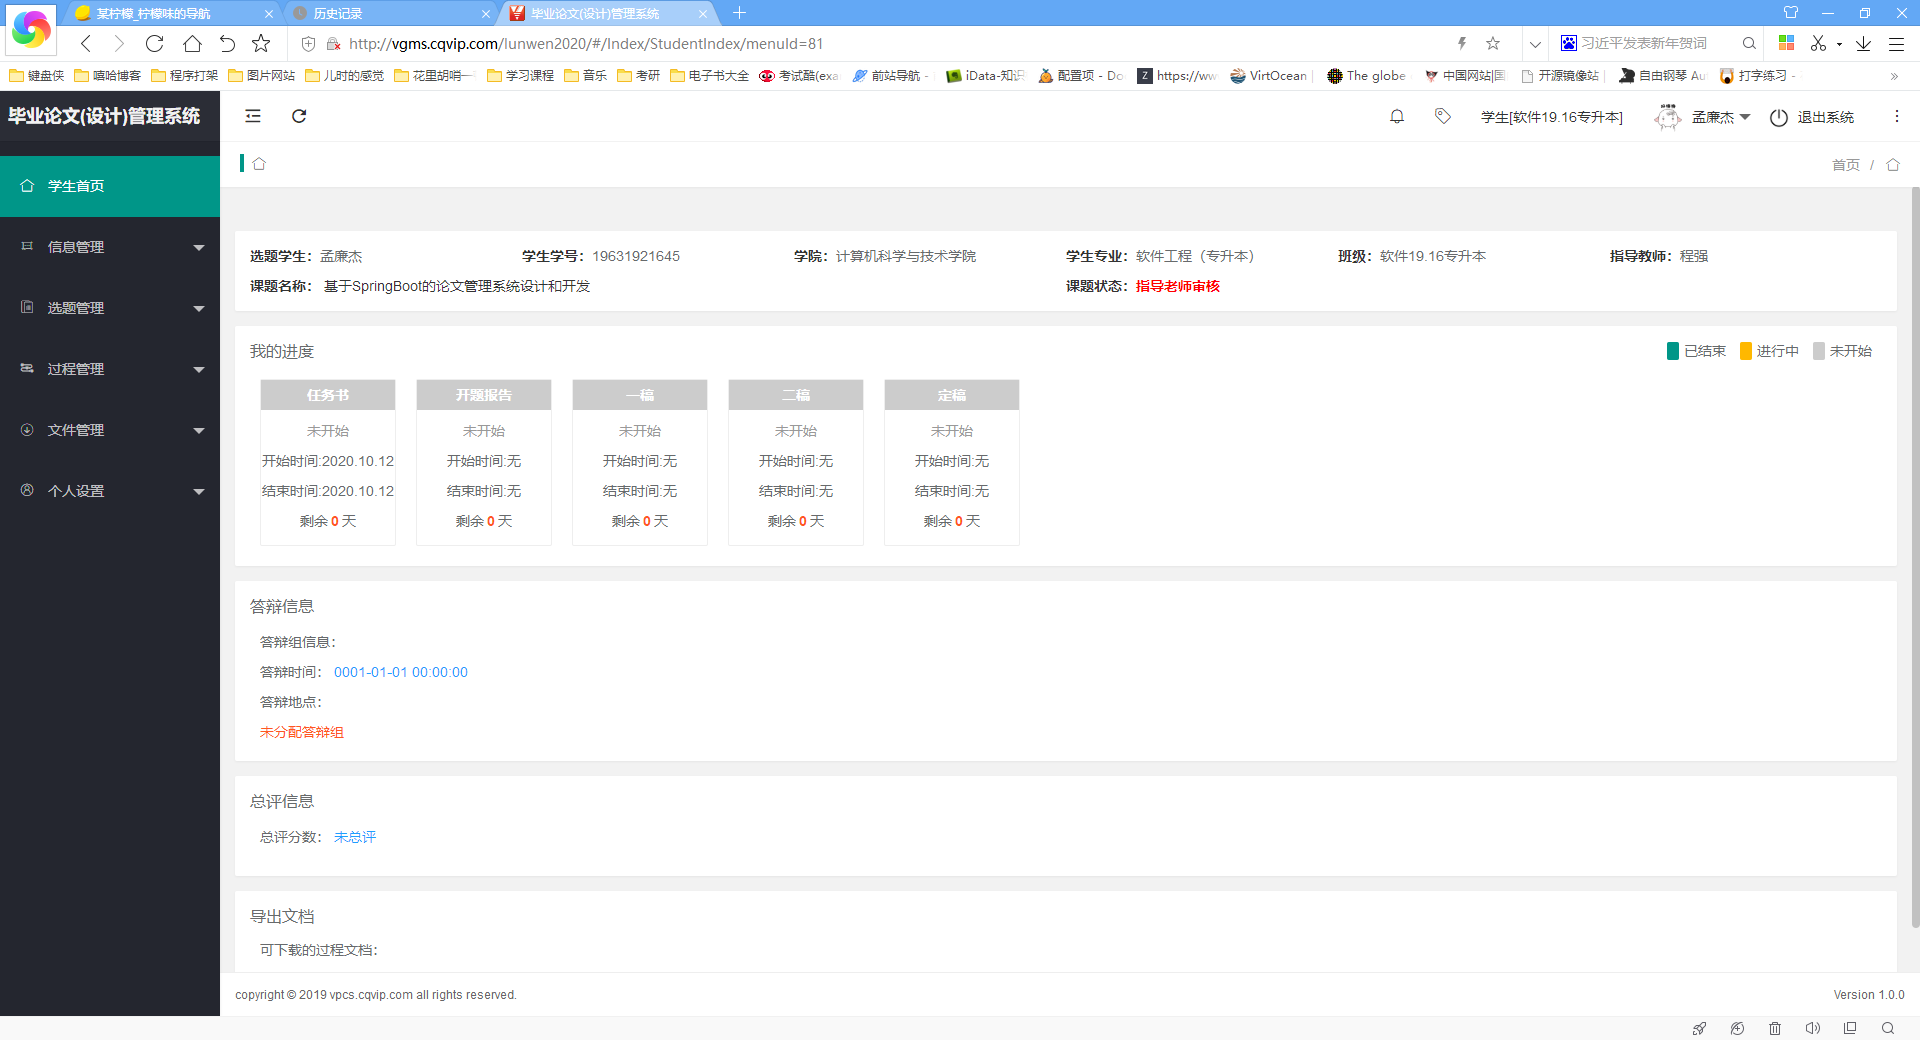 某柠檬_柠檬味的导航
历史记录
毕业论文(设计)管理系统
http://vgms.cqvip.com/lunwen2020/#/Index/StudentIndex/menuId=81
习近平发表新年贺词
键盘侠 嘻哈博客 程序打架 图片网站 儿时的感觉 花里胡哨一 学习课程 音乐 考研 电子书大全 考试酷(exa 前站导航 - iData-知识 配置项 - Do https://ww VirtOcean The globe 中国网站|国 开源镜像站 自由钢琴 Au 打字练习 -
毕业论文(设计)管理系统
学生[软件19.16专升本]
孟廉杰
退出系统
首页 /
学生首页
信息管理
选题管理
过程管理
文件管理
个人设置
选题学生：孟廉杰 学生学号：19631921645 学院：计算机科学与技术学院 学生专业：软件工程（专升本） 班级：软件19.16专升本 指导教师：程强
课题名称： 基于SpringBoot的论文管理系统设计和开发 课题状态：指导老师审核
我的进度
已结束 进行中 未开始
任务书 开题报告 一稿 二稿 定稿
未开始 未开始 未开始 未开始 未开始
开始时间:2020.10.12 开始时间:无 开始时间:无 开始时间:无 开始时间:无
结束时间:2020.10.12 结束时间:无 结束时间:无 结束时间:无 结束时间:无
剩余 0 天 剩余 0 天 剩余 0 天 剩余 0 天 剩余 0 天
答辩信息
答辩组信息：
答辩时间： 0001-01-01 00:00:00
答辩地点：
未分配答辩组
总评信息
总评分数： 未总评
导出文档
可下载的过程文档：
copyright © 2019 vpcs.cqvip.com all rights reserved.
Version 1.0.0